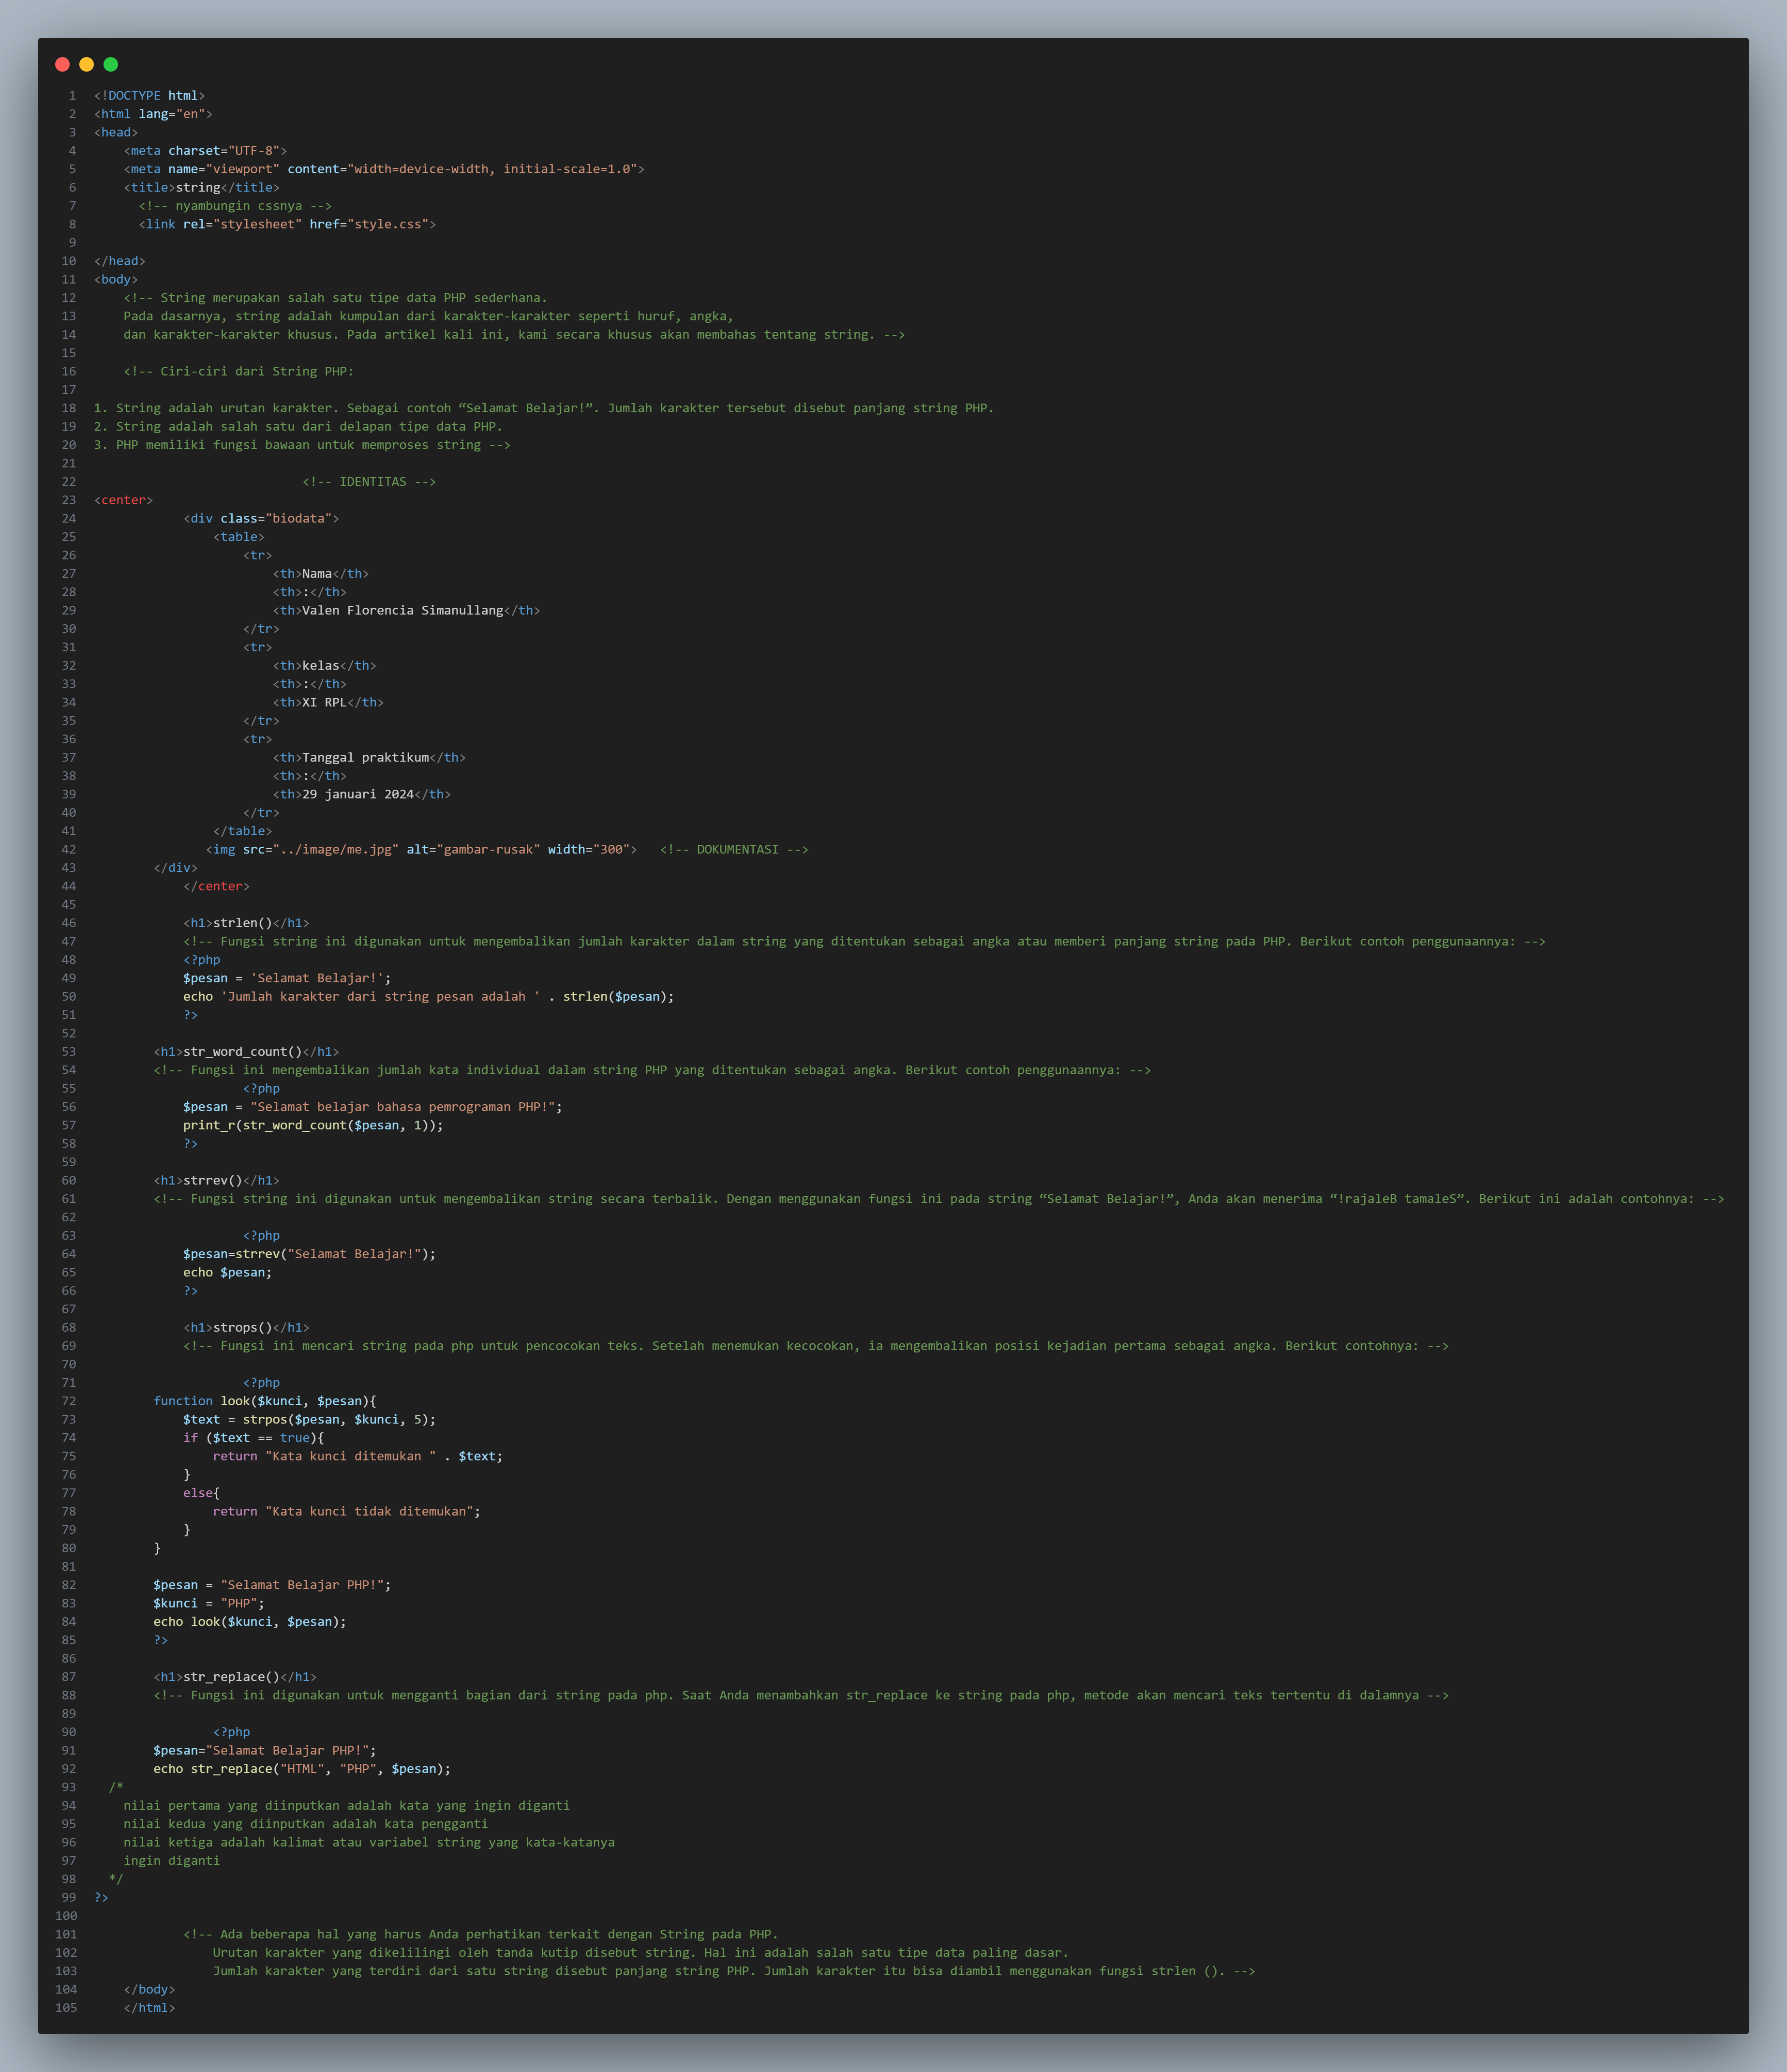 1 <!DOCTYPE html>
2 <html lang="en">
3 <head>
4     <meta charset="UTF-8">
5     <meta name="viewport" content="width=device-width, initial-scale=1.0">
6     <title>string</title>
7       <!-- nyambungin cssnya -->
8       <link rel="stylesheet" href="style.css">
9
10 </head>
11 <body>
12     <!-- String merupakan salah satu tipe data PHP sederhana.
13     Pada dasarnya, string adalah kumpulan dari karakter-karakter seperti huruf, angka,
14     dan karakter-karakter khusus. Pada artikel kali ini, kami secara khusus akan membahas tentang string. -->
15
16     <!-- Ciri-ciri dari String PHP:
17
18 1. String adalah urutan karakter. Sebagai contoh “Selamat Belajar!”. Jumlah karakter tersebut disebut panjang string PHP.
19 2. String adalah salah satu dari delapan tipe data PHP.
20 3. PHP memiliki fungsi bawaan untuk memproses string -->
21
22                             <!-- IDENTITAS -->
23 <center>
24             <div class="biodata">
25                 <table>
26                     <tr>
27                         <th>Nama</th>
28                         <th>:</th>
29                         <th>Valen Florencia Simanullang</th>
30                     </tr>
31                     <tr>
32                         <th>kelas</th>
33                         <th>:</th>
34                         <th>XI RPL</th>
35                     </tr>
36                     <tr>
37                         <th>Tanggal praktikum</th>
38                         <th>:</th>
39                         <th>29 januari 2024</th>
40                     </tr>
41                 </table>
42                <img src="../image/me.jpg" alt="gambar-rusak" width="300">   <!-- DOKUMENTASI -->
43         </div>
44             </center>
45
46             <h1>strlen()</h1>
47             <!-- Fungsi string ini digunakan untuk mengembalikan jumlah karakter dalam string yang ditentukan sebagai angka atau memberi panjang string pada PHP. Berikut contoh penggunaannya: -->
48             <?php
49             $pesan = 'Selamat Belajar!';
50             echo 'Jumlah karakter dari string pesan adalah ' . strlen($pesan);
51             ?>
52
53         <h1>str_word_count()</h1>
54         <!-- Fungsi ini mengembalikan jumlah kata individual dalam string PHP yang ditentukan sebagai angka. Berikut contoh penggunaannya: -->
55                     <?php
56             $pesan = "Selamat belajar bahasa pemrograman PHP!";
57             print_r(str_word_count($pesan, 1));
58             ?>
59
60         <h1>strrev()</h1>
61         <!-- Fungsi string ini digunakan untuk mengembalikan string secara terbalik. Dengan menggunakan fungsi ini pada string “Selamat Belajar!”, Anda akan menerima “!rajaleB tamaleS”. Berikut ini adalah contohnya: -->
62
63                     <?php
64             $pesan=strrev("Selamat Belajar!");
65             echo $pesan;
66             ?>
67
68             <h1>strops()</h1>
69             <!-- Fungsi ini mencari string pada php untuk pencocokan teks. Setelah menemukan kecocokan, ia mengembalikan posisi kejadian pertama sebagai angka. Berikut contohnya: -->
70
71                     <?php
72         function look($kunci, $pesan){
73             $text = strpos($pesan, $kunci, 5);
74             if ($text == true){
75                 return "Kata kunci ditemukan " . $text;
76             }
77             else{
78                 return "Kata kunci tidak ditemukan";
79             }
80         }
81
82         $pesan = "Selamat Belajar PHP!";
83         $kunci = "PHP";
84         echo look($kunci, $pesan);
85         ?>
86
87         <h1>str_replace()</h1>
88         <!-- Fungsi ini digunakan untuk mengganti bagian dari string pada php. Saat Anda menambahkan str_replace ke string pada php, metode akan mencari teks tertentu di dalamnya -->
89
90                 <?php
91         $pesan="Selamat Belajar PHP!";
92         echo str_replace("HTML", "PHP", $pesan);
93   /*
94     nilai pertama yang diinputkan adalah kata yang ingin diganti
95     nilai kedua yang diinputkan adalah kata pengganti
96     nilai ketiga adalah kalimat atau variabel string yang kata-katanya
97     ingin diganti
98   */
99 ?>
100
101             <!-- Ada beberapa hal yang harus Anda perhatikan terkait dengan String pada PHP.
102                 Urutan karakter yang dikelilingi oleh tanda kutip disebut string. Hal ini adalah salah satu tipe data paling dasar.
103                 Jumlah karakter yang terdiri dari satu string disebut panjang string PHP. Jumlah karakter itu bisa diambil menggunakan fungsi strlen (). -->
104     </body>
105     </html>